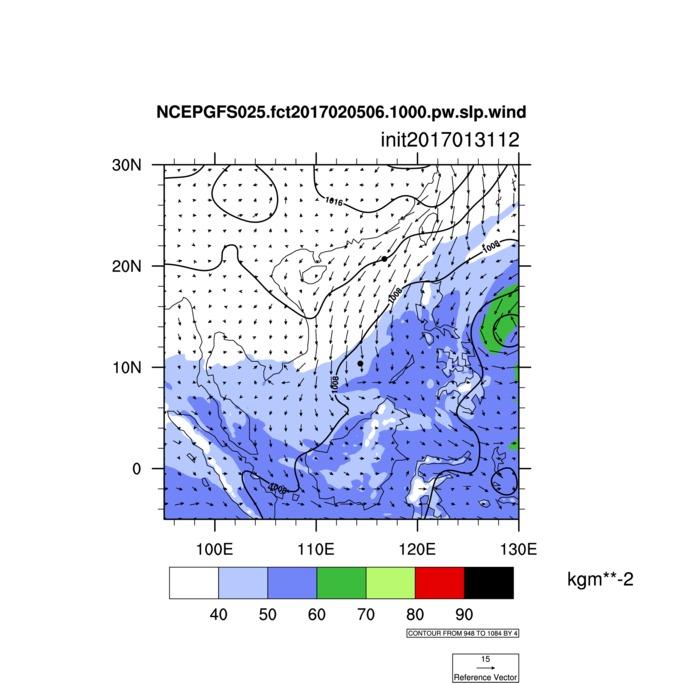 NCEPGFS025.fct2017020506.1000.pw.slp.wind
init2017013112
30N
1016
1008
20N
1008
10N
1008
0
1008
100E 110E 120E 130E
kgm**-2
40 50 60 70 80 90
CONTOUR FROM 948 TO 1084 BY 4
15
Reference Vector